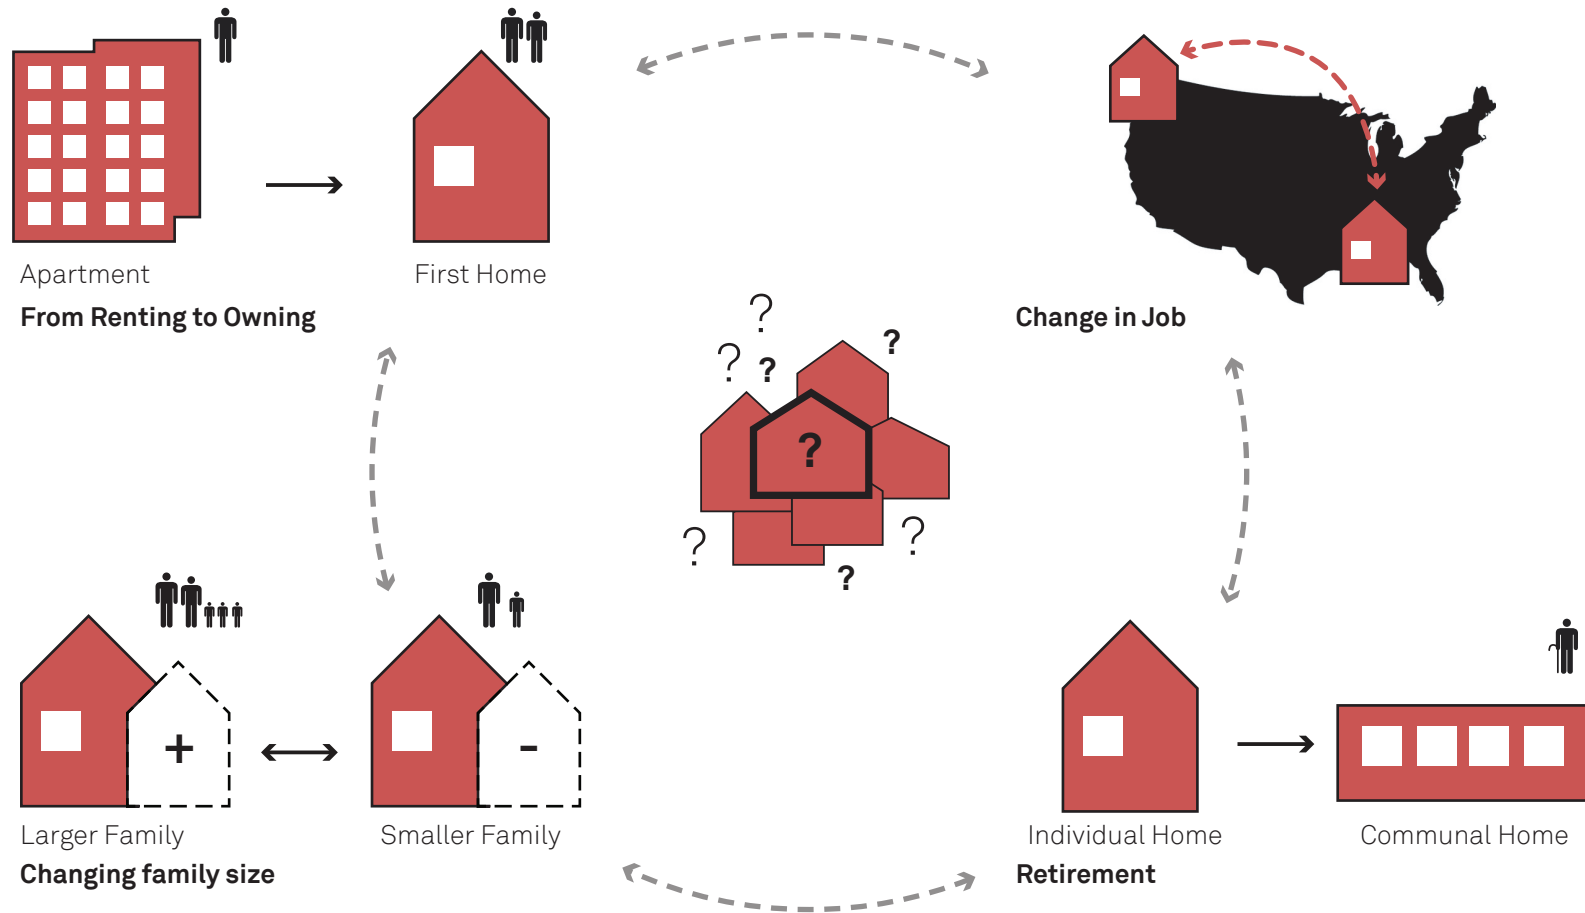 Apartment
First Home
From Renting to Owning
Change in Job
?
?
?
?
?
?
?
?
+
-
Larger Family
Smaller Family
Changing family size
Individual Home
Communal Home
Retirement